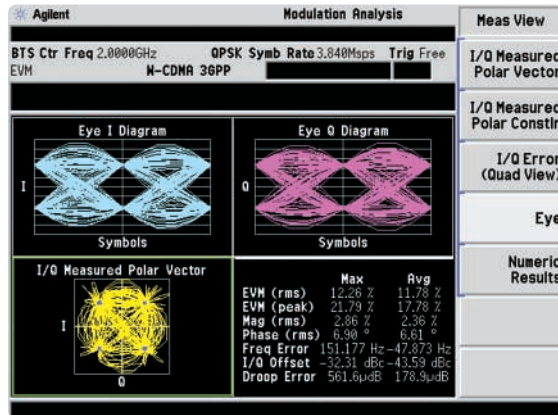 Agilent Modulation Analysis Meas View
BTS Ctr Freq 2.0000GHz QPSK Symb Rate 3.840Msps Trig Free
EVM W-CDMA 3GPP
I/Q Measured
Polar Vector
I/Q Measured
Polar Constln
I/Q Error
(Quad View)
Eye
Numeric
Results
Eye I Diagram
I
Symbols
Eye Q Diagram
Q
Symbols
I/Q Measured Polar Vector
I
Q
Max Avg
EVM (rms) 12.26 % 11.78 %
EVM (peak) 21.79 % 17.78 %
Mag (rms) 2.86 % 2.36 %
Phase (rms) 6.90 ° 6.61 °
Freq Error 151.177 Hz -47.873 Hz
I/Q Offset -32.31 dBc -43.59 dBc
Droop Error 561.6µdB 178.9µdB